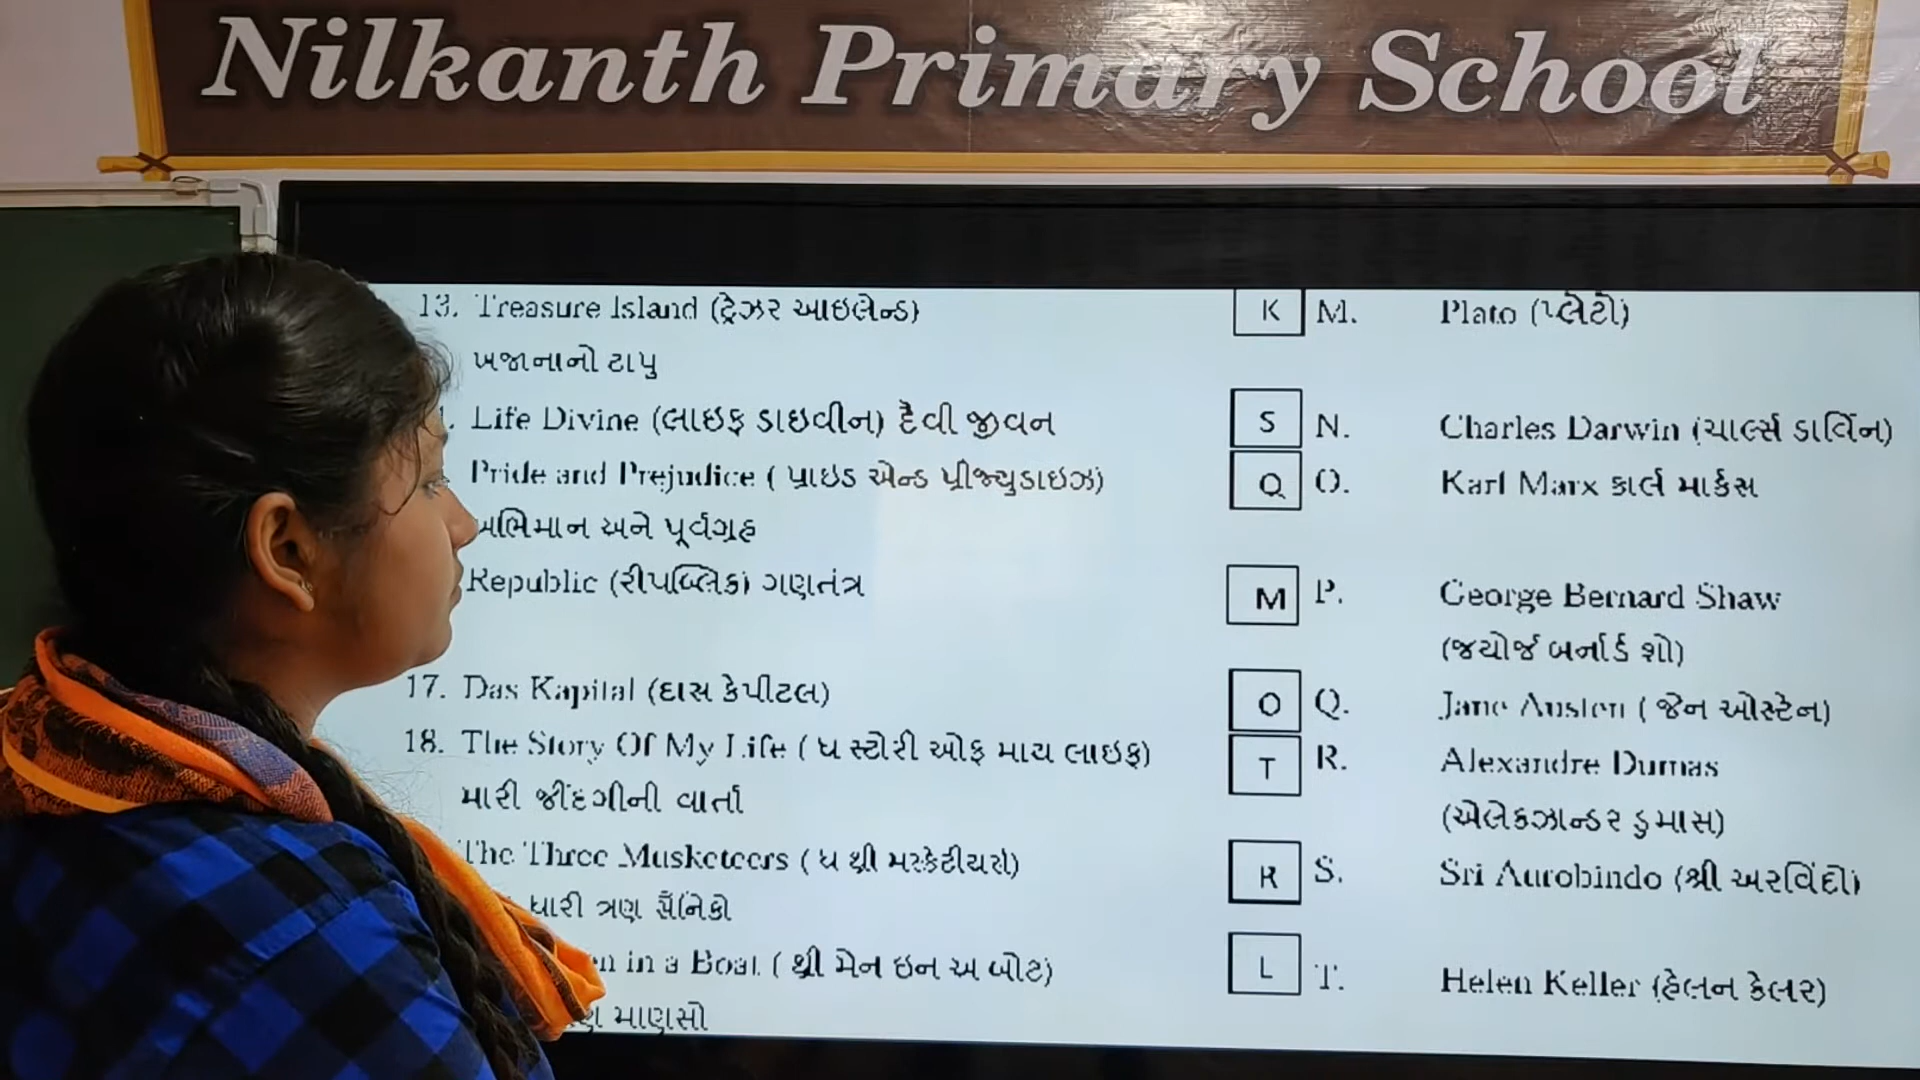 Nilkanth Primary School
13. Treasure Island (ટ્રેઝર આઇલેન્ડ) K M. Plato (પ્લેટો)
ખજાનાનો ટાપુ
. Life Divine (લાઇફ ડાઇવીન) દૈવી જીવન S N. Charles Darwin (ચાર્લ્સ ડાર્વિન)
Pride and Prejudice ( પ્રાઇડ એન્ડ પ્રીજ્યુડાઇઝ) Q O. Karl Marx કાર્લ માર્કસ
અભિમાન અને પૂર્વગ્રહ
Republic (રીપબ્લિક) ગણતંત્ર M P. George Bernard Shaw
(જ્યોર્જ બર્નાર્ડ શો)
17. Das Kapital (દાસ કેપીટલ) O Q. Jane Austen ( જેન ઓસ્ટેન)
18. The Story Of My Life ( ધ સ્ટોરી ઓફ માય લાઇફ) T R. Alexandre Dumas
મારી જીંદગીની વાર્તા (એલેકઝાન્ડર ડુમાસ)
The Three Musketeers ( ધ થ્રી મસ્કેટીયર્સ) R S. Sri Aurobindo (શ્રી અરવિંદો)
ધારી ત્રણ સૈનિકો
in a Boat ( થ્રી મેન ઇન અ બોટ) L T. Helen Keller (હેલન કેલર)
માણસો